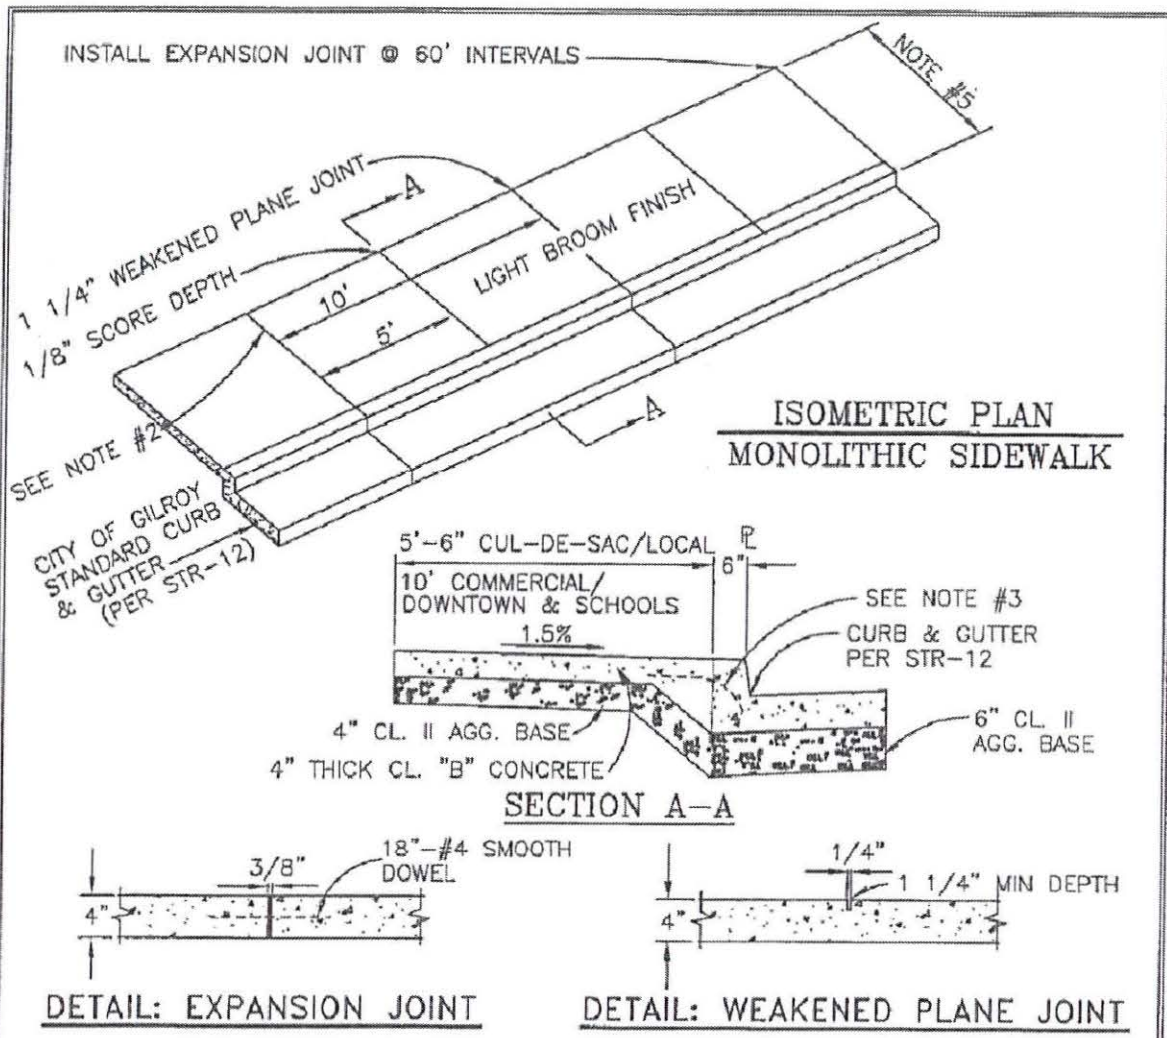 INSTALL EXPANSION JOINT @ 60' INTERVALS
NOTE #5
1 1/4" WEAKENED PLANE JOINT
A
1/8" SCORE DEPTH
LIGHT BROOM FINISH
10'
5'
A
SEE NOTE #2
CITY OF GILROY
STANDARD CURB
& GUTTER
(PER STR-12)
ISOMETRIC PLAN
MONOLITHIC SIDEWALK
5'-6" CUL-DE-SAC/LOCAL
PL
6"
10' COMMERCIAL/
DOWNTOWN & SCHOOLS
1.5%
SEE NOTE #3
CURB & GUTTER
PER STR-12
4" CL. II AGG. BASE
6" CL. II
AGG. BASE
4" THICK CL. "B" CONCRETE
SECTION A-A
3/8"
18"-#4 SMOOTH
DOWEL
4"
DETAIL: EXPANSION JOINT
1/4"
1 1/4" MIN DEPTH
4"
DETAIL: WEAKENED PLANE JOINT